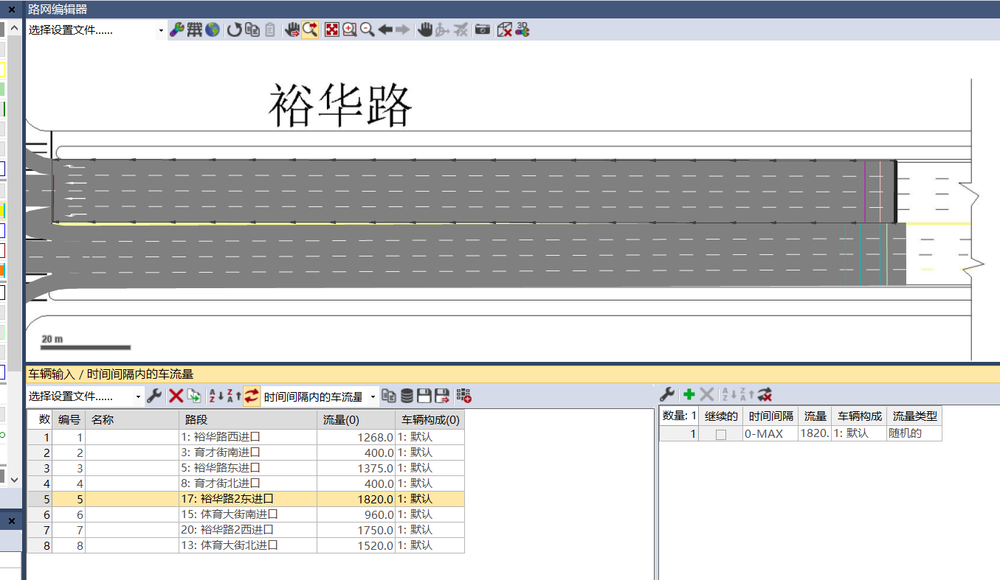 路网编辑器
选择设置文件......
3D
裕华路
20 m
车辆输入 / 时间间隔内的车流量
选择设置文件...... 时间间隔内的车流量
数 编号 名称 路段 流量(0) 车辆构成(0)
1 1 1: 裕华路西进口 1268.0 1: 默认
2 2 3: 育才街南进口 400.0 1: 默认
3 3 5: 裕华路东进口 1375.0 1: 默认
4 4 8: 育才街北进口 400.0 1: 默认
5 5 17: 裕华路2东进口 1820.0 1: 默认
6 6 15: 体育大街南进口 960.0 1: 默认
7 7 20: 裕华路2西进口 1750.0 1: 默认
8 8 13: 体育大街北进口 1520.0 1: 默认
数量: 1 继续的 时间间隔 流量 车辆构成 流量类型
1 0-MAX 1820. 1: 默认 随机的